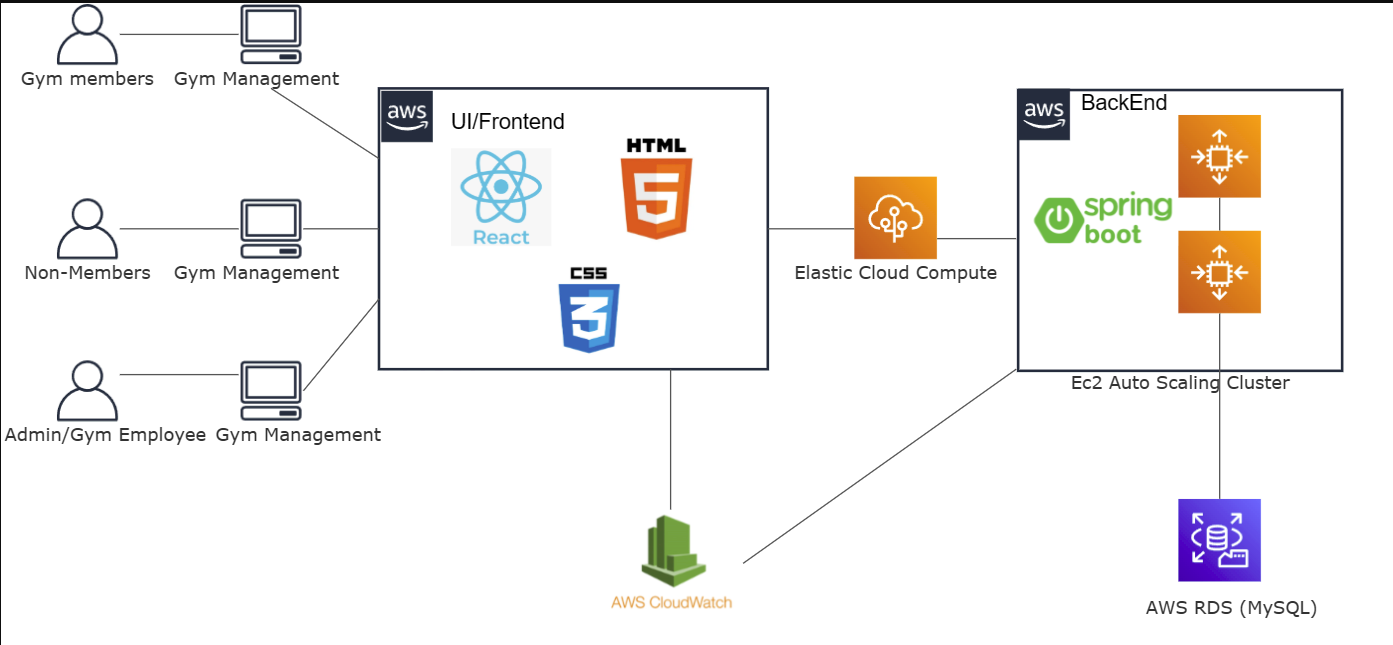 Gym members
Gym Management
aws
UI/Frontend
HTML
5
React
CSS
3
Non-Members
Gym Management
Elastic Cloud Compute
aws
BackEnd
spring
boot
Ec2 Auto Scaling Cluster
Admin/Gym Employee
Gym Management
AWS CloudWatch
AWS RDS (MySQL)